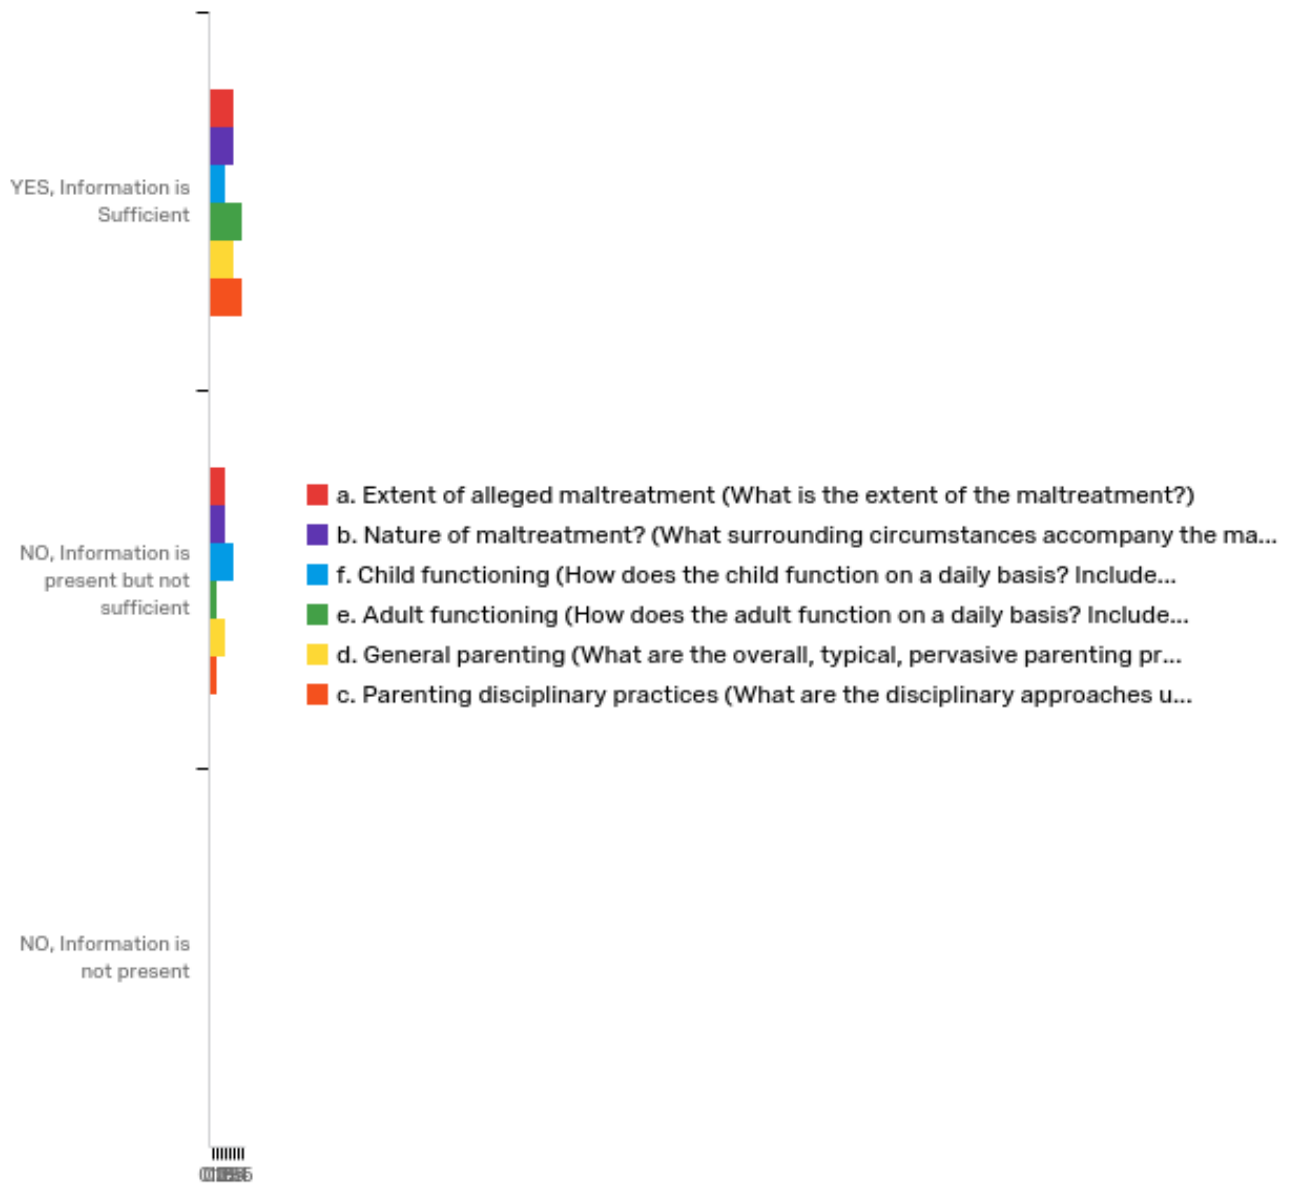 YES, Information is
Sufficient
NO, Information is
present but not
sufficient
a. Extent of alleged maltreatment (What is the extent of the maltreatment?)
b. Nature of maltreatment? (What surrounding circumstances accompany the ma...
f. Child functioning (How does the child function on a daily basis? Include...
e. Adult functioning (How does the adult function on a daily basis? Include...
d. General parenting (What are the overall, typical, pervasive parenting pr...
c. Parenting disciplinary practices (What are the disciplinary approaches u...
NO, Information is
not present